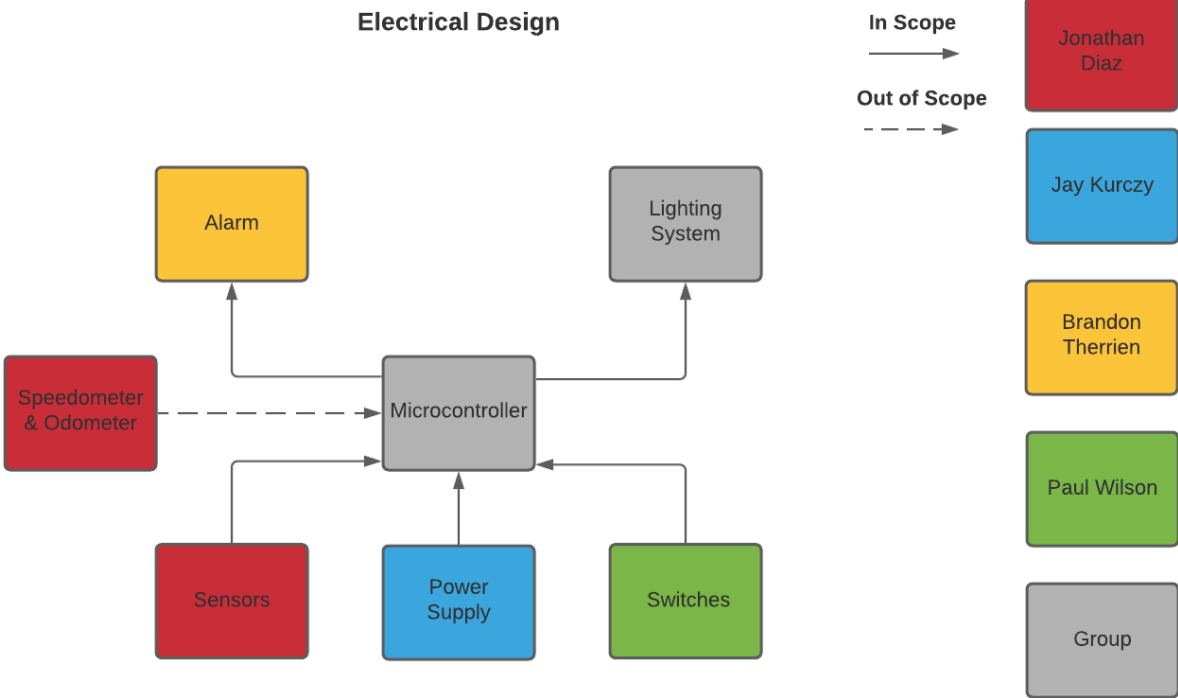 Electrical Design
In Scope
Out of Scope
Jonathan
Diaz
Jay Kurczy
Brandon
Therrien
Paul Wilson
Group
Alarm
Lighting
System
Speedometer
& Odometer
Microcontroller
Sensors
Power
Supply
Switches